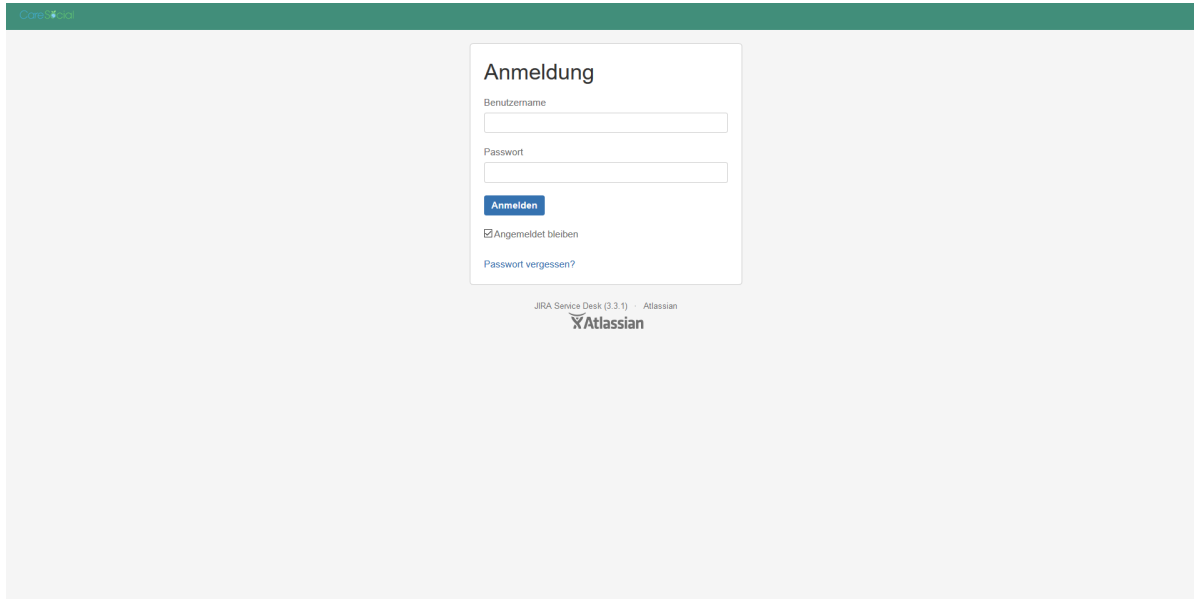 CareSocial
Anmeldung
Benutzername
Passwort
Anmelden
Angemeldet bleiben
Passwort vergessen?
JIRA Service Desk (3.3.1) · Atlassian
Atlassian